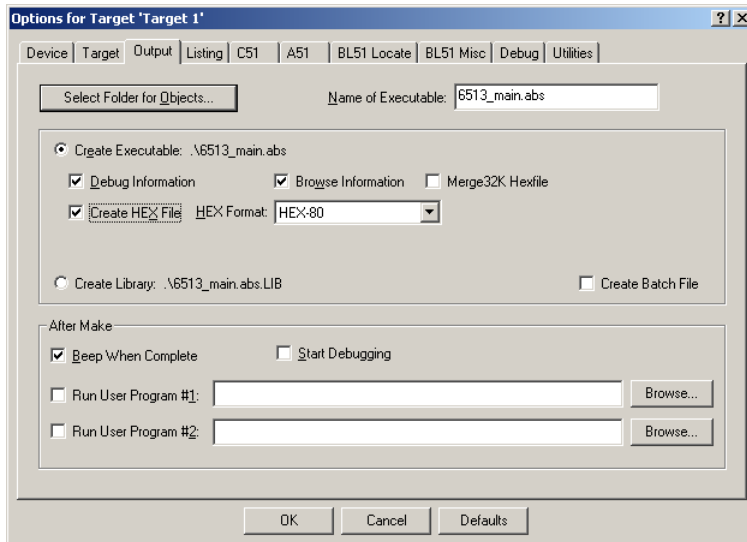 Options for Target 'Target 1'
Device Target Output Listing C51 A51 BL51 Locate BL51 Misc Debug Utilities
Select Folder for Objects... Name of Executable: 6513_main.abs
Create Executable: .\6513_main.abs
Debug Information Browse Information Merge32K Hexfile
Create HEX File HEX Format: HEX-80
Create Library: .\6513_main.abs.LIB Create Batch File
After Make
Beep When Complete Start Debugging
Run User Program #1: Browse...
Run User Program #2: Browse...
OK Cancel Defaults